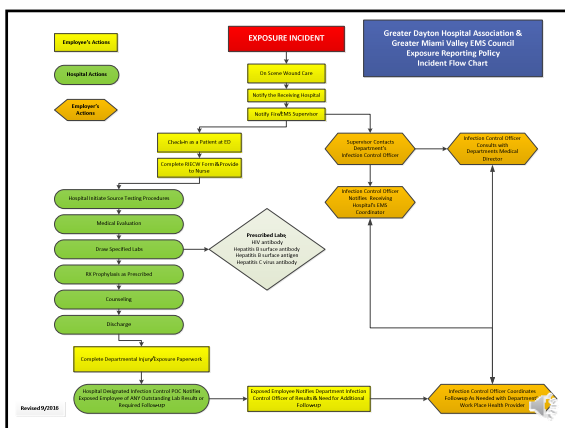 Employee's Actions
Hospital Actions
Employer's
Actions
EXPOSURE INCIDENT
Greater Dayton Hospital Association &
Greater Miami Valley EMS Council
Exposure Reporting Policy
Incident Flow Chart
On Scene Wound Care
Notify the Receiving Hospital
Notify Fire/EMS Supervisor
Check-in as a Patient at ED
Complete RIECW Form & Provide
to Nurse
Supervisor Contacts
Department's
Infection Control Officer
Infection Control Officer
Consults with
Departments Medical
Director
Infection Control Officer
Notifies Receiving
Hospital's EMS
Coordinator
Hospital Initiate Source Testing Procedures
Medical Evaluation
Draw Specified Labs
RX Prophylaxis as Prescribed
Counseling
Discharge
Prescribed Labs
HIV antibody
Hepatitis B surface antibody
Hepatitis B surface antigen
Hepatitis C virus antibody
Complete Departmental Injury/Exposure Paperwork
Hospital Designated Infection Control POC Notifies
Exposed Employee of ANY Outstanding Lab Results or
Required Followup
Exposed Employee Notifies Department Infection
Control Officer of Results & Need for Additional
Followup
Infection Control Officer Coordinates
Followup As Needed with Department
Work Place Health Provider
Revised 9/2016